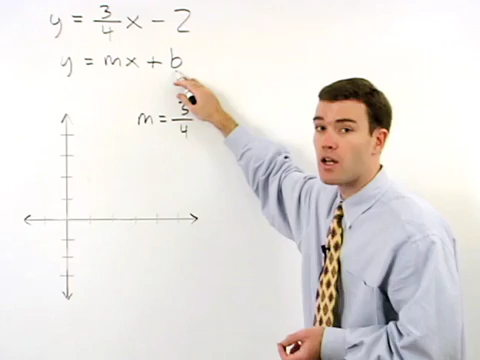 y = 3/4 x - 2
y = mx + b
m = 3/4